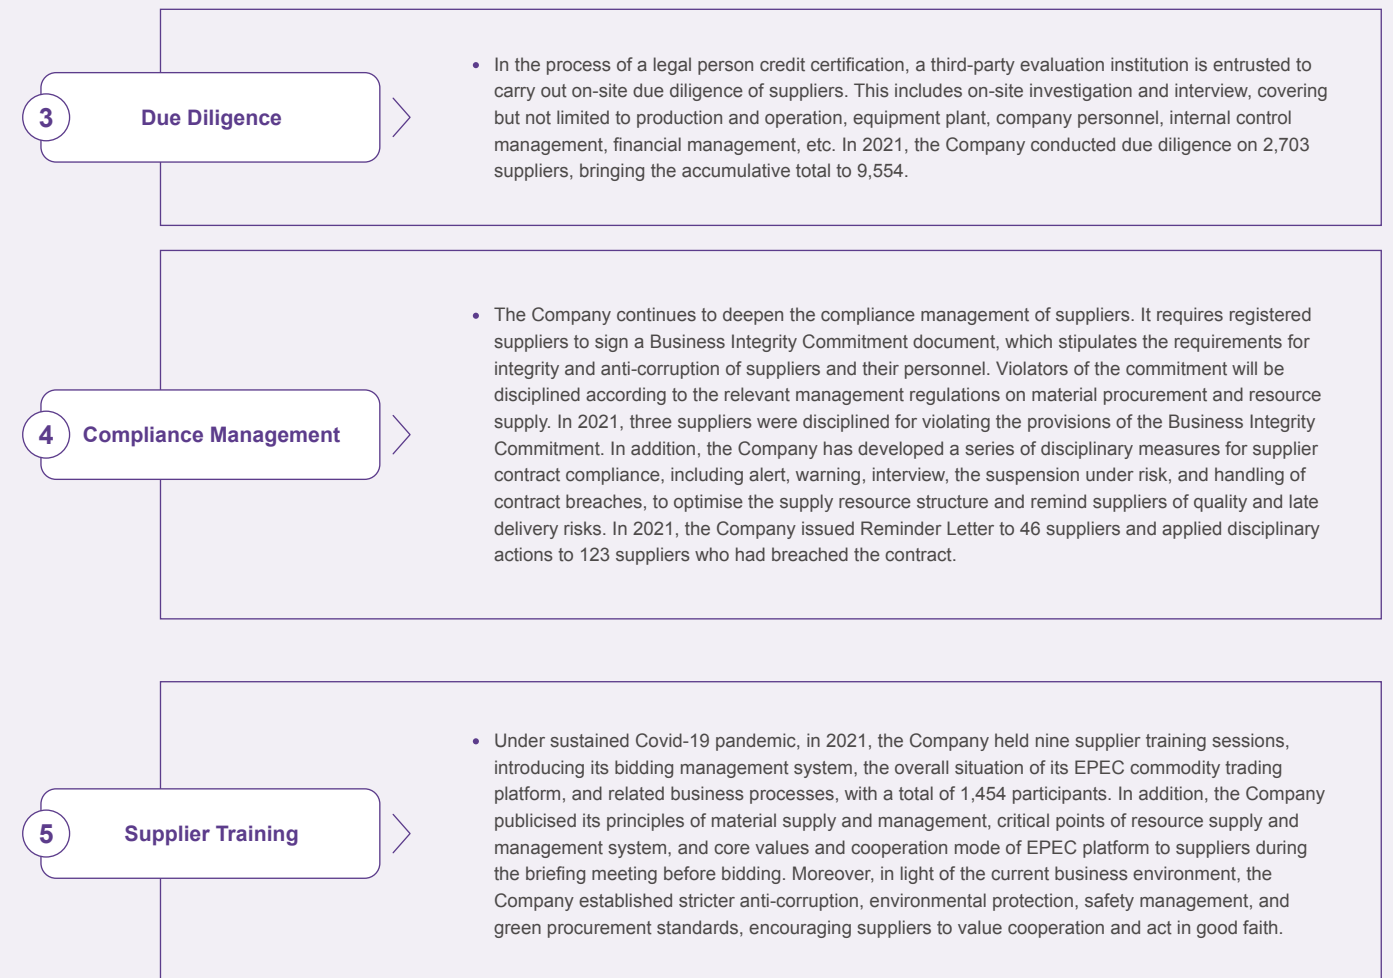 3
Due Diligence
• In the process of a legal person credit certification, a third-party evaluation institution is entrusted to
carry out on-site due diligence of suppliers. This includes on-site investigation and interview, covering
but not limited to production and operation, equipment plant, company personnel, internal control
management, financial management, etc. In 2021, the Company conducted due diligence on 2,703
suppliers, bringing the accumulative total to 9,554.
4
Compliance Management
• The Company continues to deepen the compliance management of suppliers. It requires registered
suppliers to sign a Business Integrity Commitment document, which stipulates the requirements for
integrity and anti-corruption of suppliers and their personnel. Violators of the commitment will be
disciplined according to the relevant management regulations on material procurement and resource
supply. In 2021, three suppliers were disciplined for violating the provisions of the Business Integrity
Commitment. In addition, the Company has developed a series of disciplinary measures for supplier
contract compliance, including alert, warning, interview, the suspension under risk, and handling of
contract breaches, to optimise the supply resource structure and remind suppliers of quality and late
delivery risks. In 2021, the Company issued Reminder Letter to 46 suppliers and applied disciplinary
actions to 123 suppliers who had breached the contract.
5
Supplier Training
• Under sustained Covid-19 pandemic, in 2021, the Company held nine supplier training sessions,
introducing its bidding management system, the overall situation of its EPEC commodity trading
platform, and related business processes, with a total of 1,454 participants. In addition, the Company
publicised its principles of material supply and management, critical points of resource supply and
management system, and core values and cooperation mode of EPEC platform to suppliers during
the briefing meeting before bidding. Moreover, in light of the current business environment, the
Company established stricter anti-corruption, environmental protection, safety management, and
green procurement standards, encouraging suppliers to value cooperation and act in good faith.